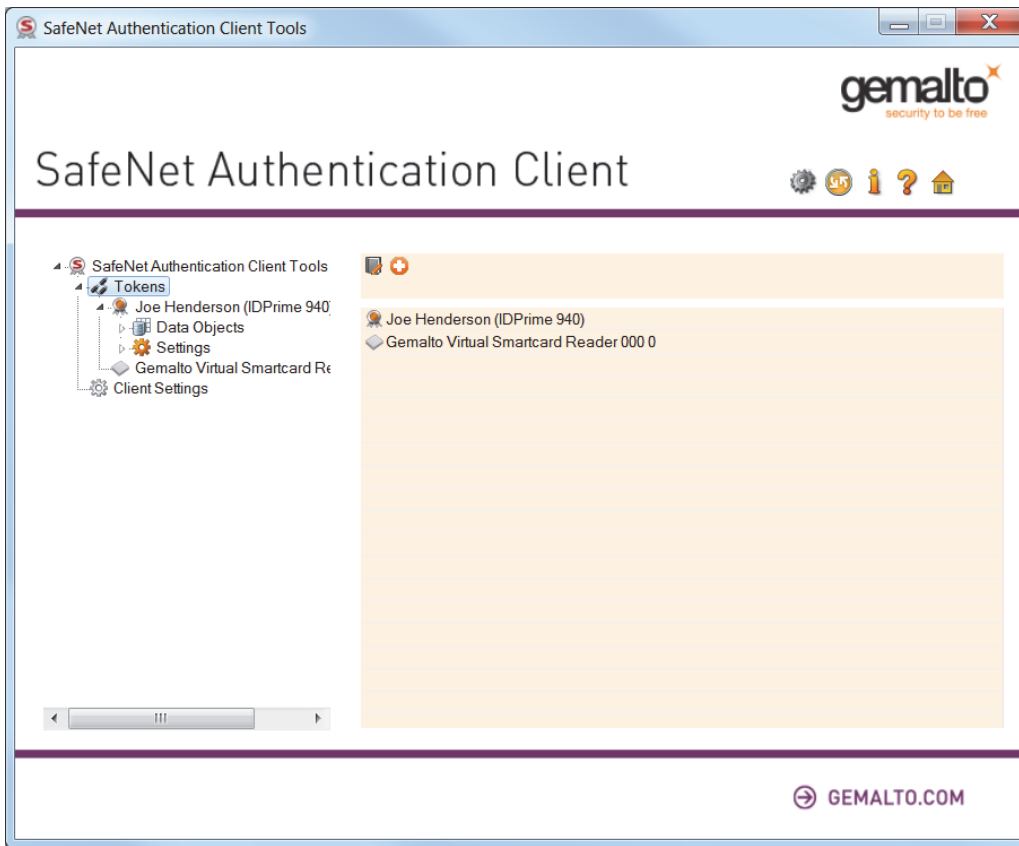 SafeNet Authentication Client Tools
gemalto
security to be free
SafeNet Authentication Client
SafeNet Authentication Client Tools
Tokens
Joe Henderson (IDPrime 940)
Data Objects
Settings
Gemalto Virtual Smartcard Re
Client Settings
Joe Henderson (IDPrime 940)
Gemalto Virtual Smartcard Reader 000 0
GEMALTO.COM